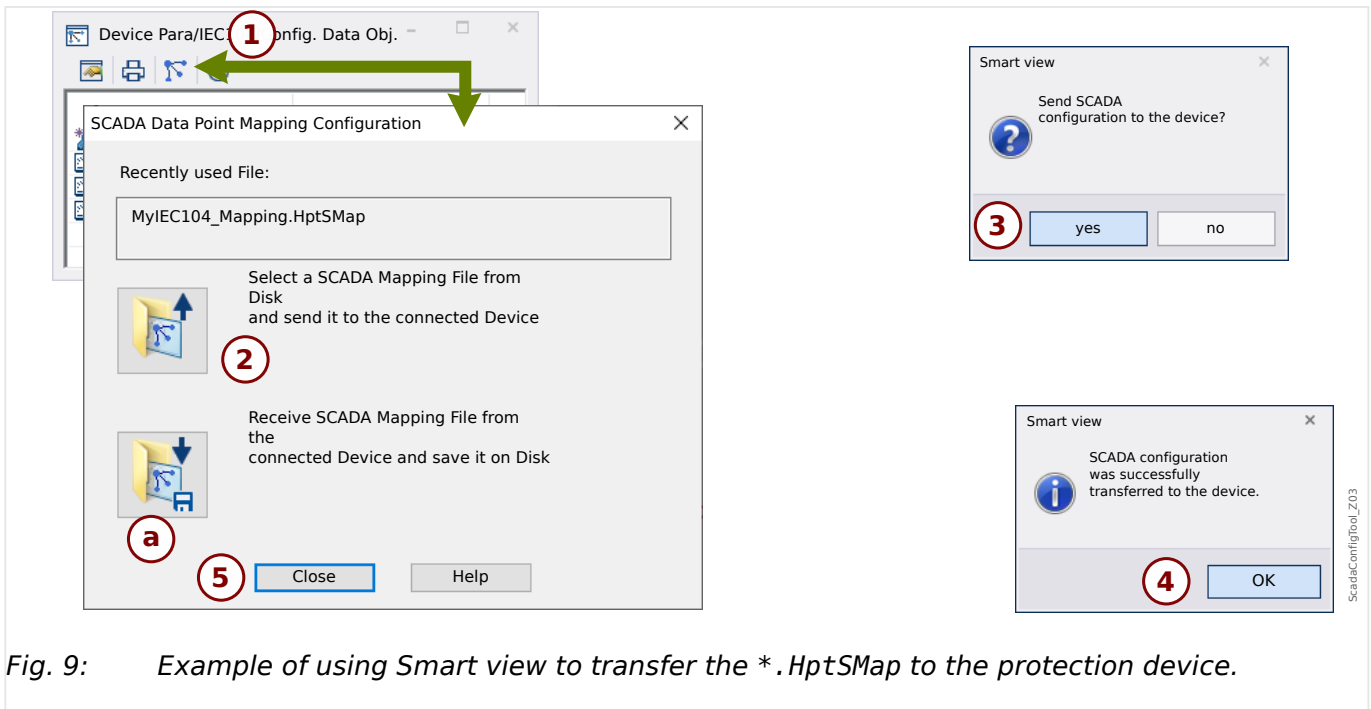 Device Para/IEC1
onfig. Data Obj.
1
SCADA Data Point Mapping Configuration
Recently used File:
MyIEC104_Mapping.HptSMap
Select a SCADA Mapping File from
Disk
and send it to the connected Device
2
Receive SCADA Mapping File from
the
connected Device and save it on Disk
a
5
Close
Help
Smart view
Send SCADA
configuration to the device?
3
yes
no
Smart view
SCADA configuration
was successfully
transferred to the device.
4
OK
ScadaConfigTool_Z03
Fig. 9: Example of using Smart view to transfer the *.HptSMap to the protection device.